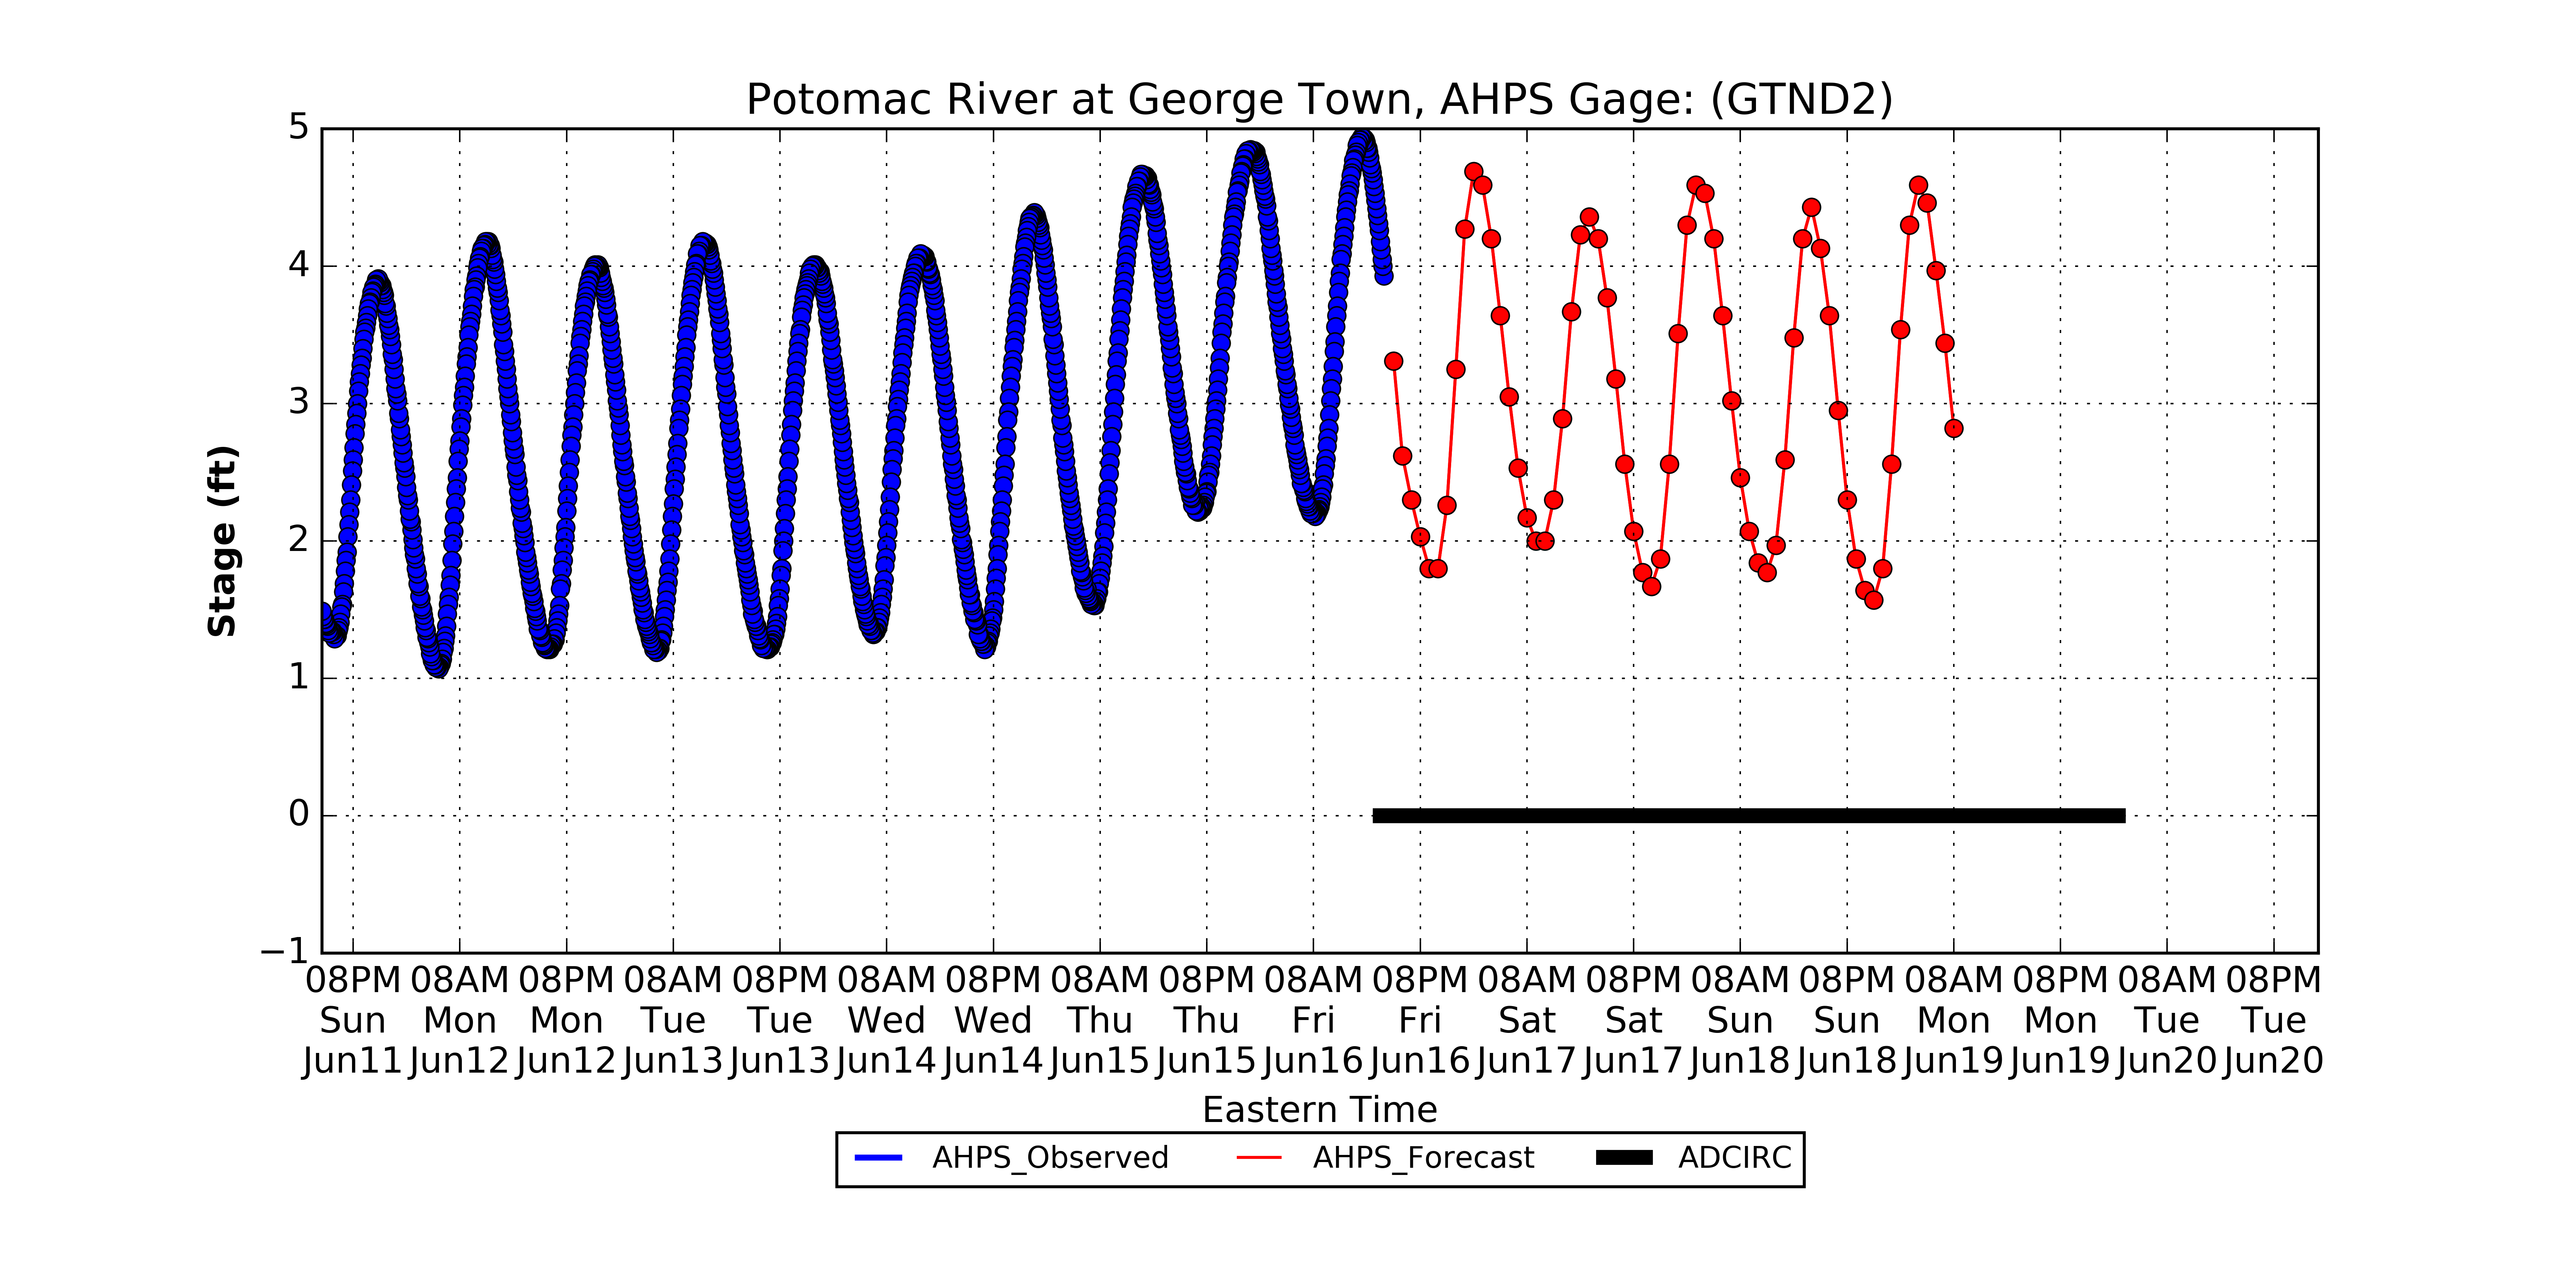 Potomac River at George Town, AHPS Gage: (GTND2)
5
4
3
2
1
0
−1
Stage (ft)
08PM 08AM 08PM 08AM 08PM 08AM 08PM 08AM 08PM 08AM 08PM 08AM 08PM 08AM 08PM 08AM 08PM 08AM 08PM
Sun Mon Mon Tue Tue Wed Wed Thu Thu Fri Fri Sat Sat Sun Sun Mon Mon Tue Tue
Jun11 Jun12 Jun12 Jun13 Jun13 Jun14 Jun14 Jun15 Jun15 Jun16 Jun16 Jun17 Jun17 Jun18 Jun18 Jun19 Jun19 Jun20 Jun20
Eastern Time
AHPS_Observed AHPS_Forecast ADCIRC